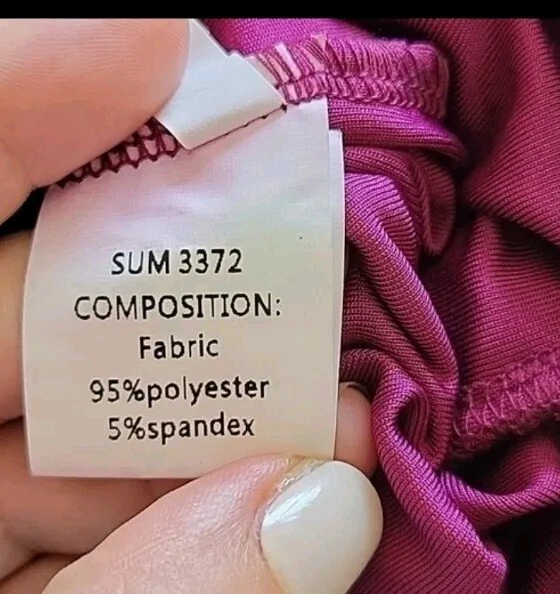 SUM 3372
COMPOSITION:
Fabric
95%polyester
5%spandex